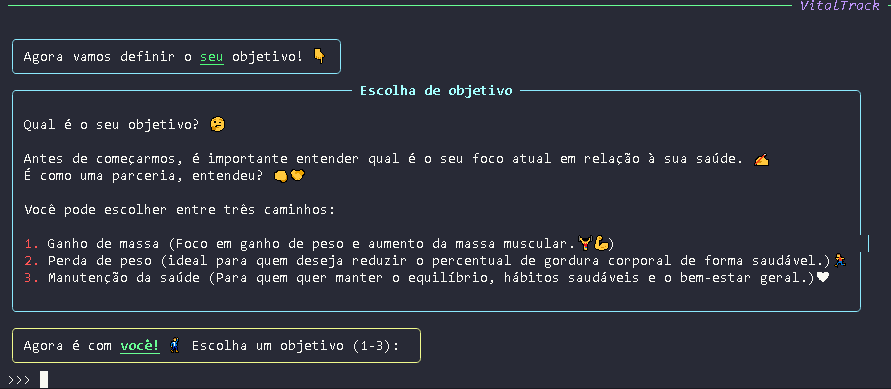 VitalTrack
Agora vamos definir o seu objetivo! 👇
Escolha de objetivo
Qual é o seu objetivo? 🤔
Antes de começarmos, é importante entender qual é o seu foco atual em relação à sua saúde. ✍
É como uma parceria, entendeu?
Você pode escolher entre três caminhos:
1. Ganho de massa (Foco em ganho de peso e aumento da massa muscular.🏋💪)
2. Perda de peso (ideal para quem deseja reduzir o percentual de gordura corporal de forma saudável.)🏃
3. Manutenção da saúde (Para quem quer manter o equilíbrio, hábitos saudáveis e o bem-estar geral.)🤍
Agora é com você! Escolha um objetivo (1-3):
>>>